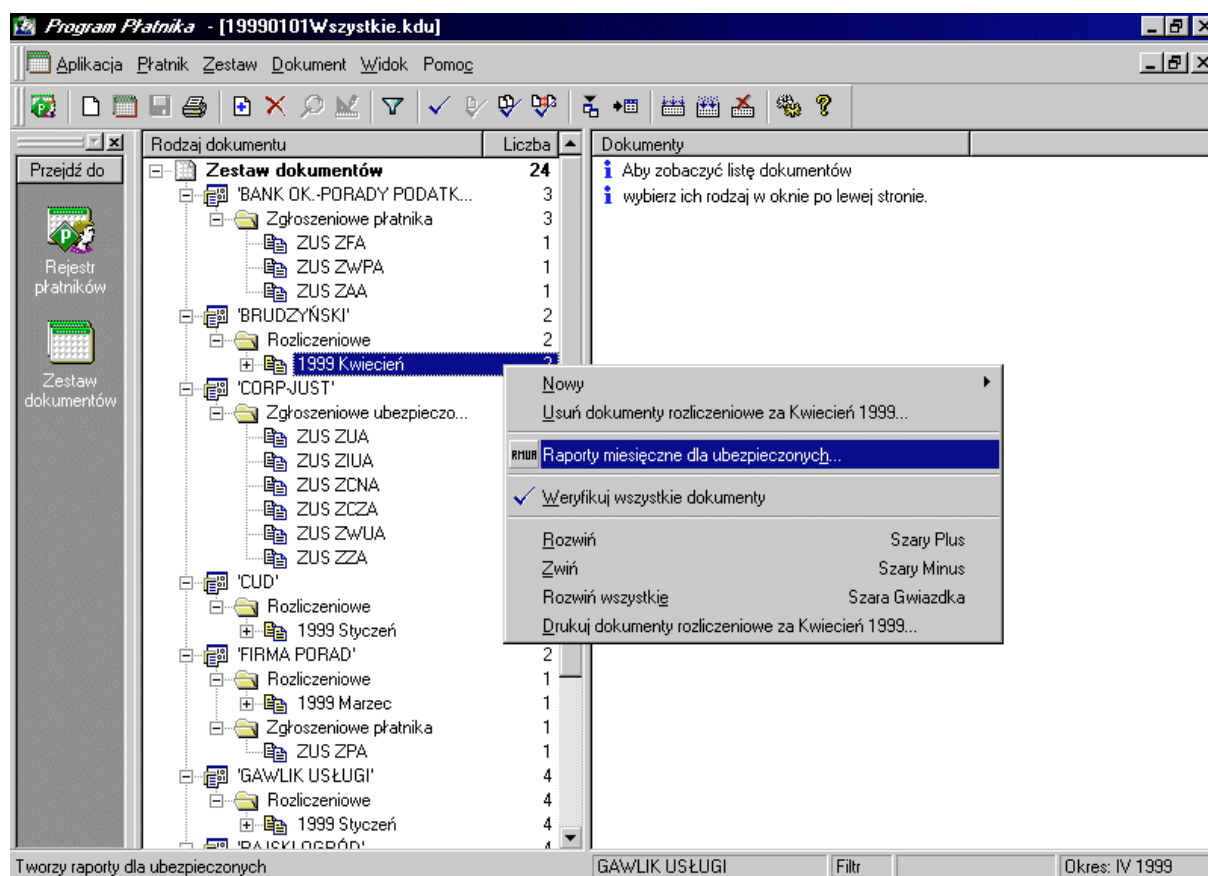 Program Płatnika - [19990101Wszystkie.kdu]
Aplikacja Płatnik Zestaw Dokument Widok Pomoc
Przejdź do
Rejestr
płatników
Zestaw
dokumentów
Rodzaj dokumentu Liczba
Zestaw dokumentów 24
'BANK OK.-PORADY PODATK... 3
Zgłoszeniowe płatnika 3
ZUS ZFA 1
ZUS ZWPA 1
ZUS ZAA 1
'BRUDZYŃSKI' 2
Rozliczeniowe 2
1999 Kwiecień 2
'CORP-JUST'
Zgłoszeniowe ubezpieczo...
ZUS ZUA
ZUS ZIUA
ZUS ZCNA
ZUS ZCZA
ZUS ZWUA
ZUS ZZA
'CUD'
Rozliczeniowe
1999 Styczeń
'FIRMA PORAD' 2
Rozliczeniowe 1
1999 Marzec 1
Zgłoszeniowe płatnika 1
ZUS ZPA 1
'GAWLIK USŁUGI' 4
Rozliczeniowe 4
1999 Styczeń 4
'RAJSKI OGRÓD' 4
Dokumenty
Aby zobaczyć listę dokumentów
wybierz ich rodzaj w oknie po lewej stronie.
Nowy
Usuń dokumenty rozliczeniowe za Kwiecień 1999...
RMUA Raporty miesięczne dla ubezpieczonych...
Weryfikuj wszystkie dokumenty
Rozwiń Szary Plus
Zwiń Szary Minus
Rozwiń wszystkie Szara Gwiazdka
Drukuj dokumenty rozliczeniowe za Kwiecień 1999...
Tworzy raporty dla ubezpieczonych GAWLIK USŁUGI Filtr Okres: IV 1999